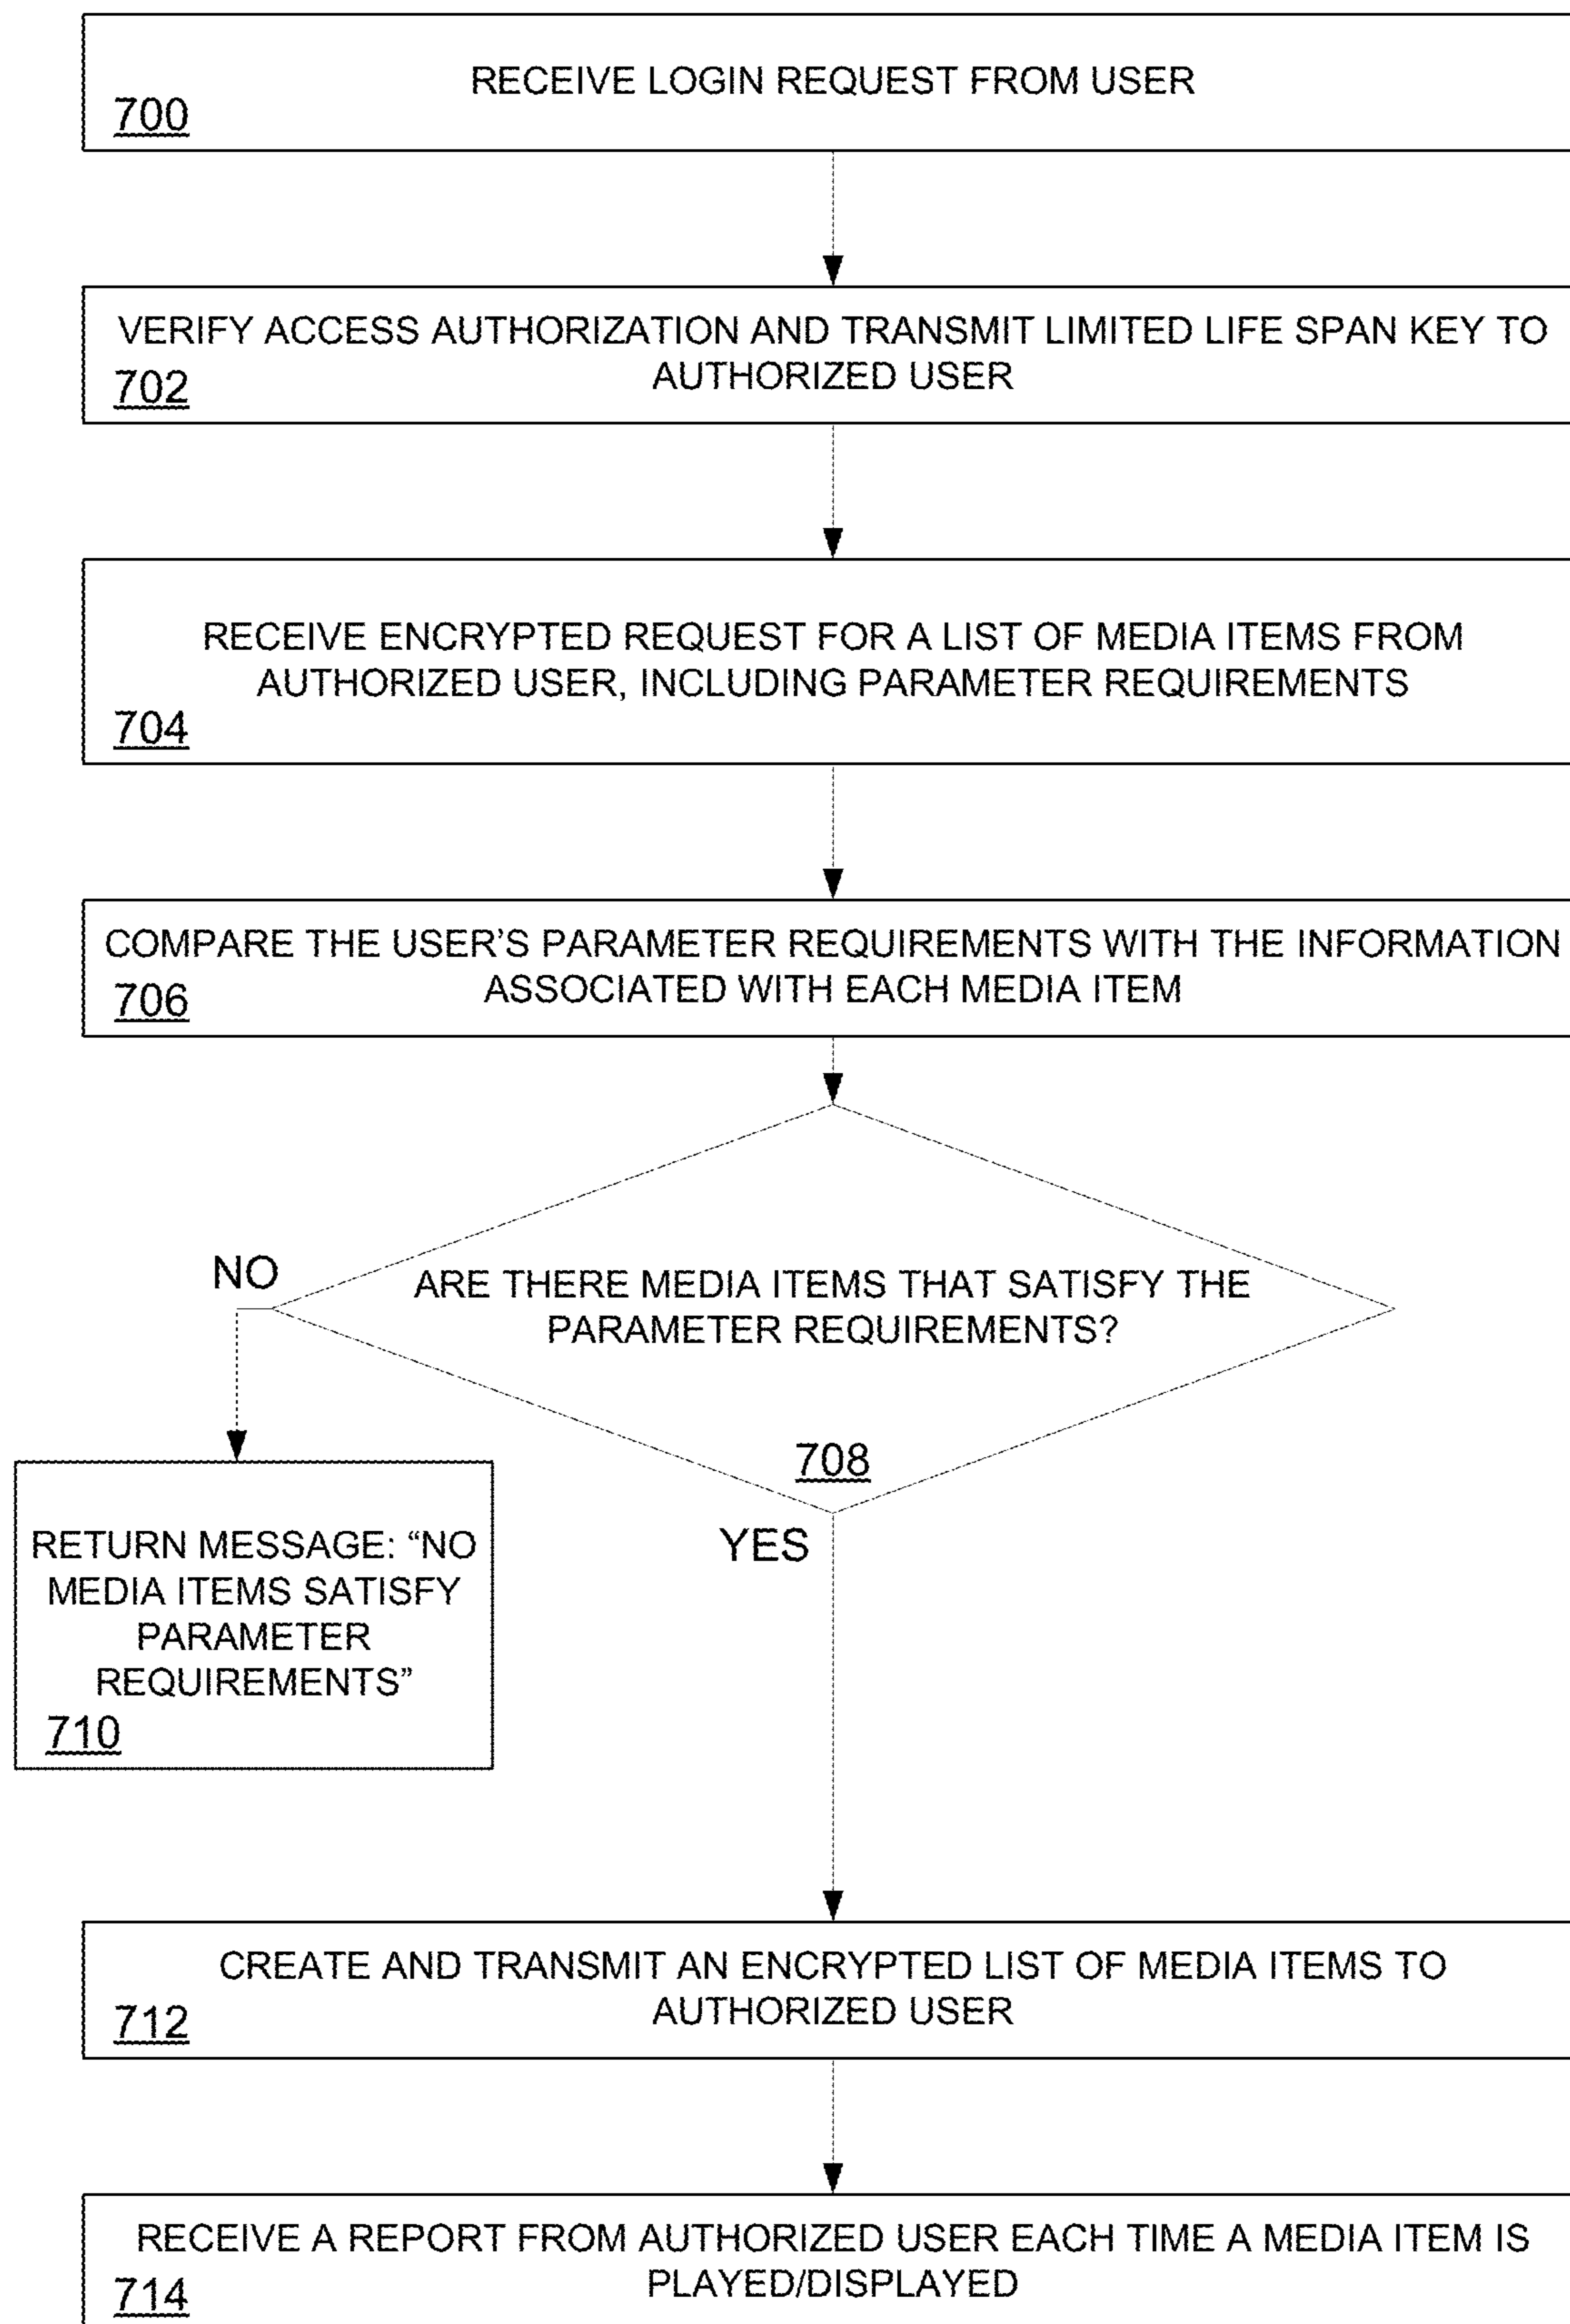 RECEIVE LOGIN REQUEST FROM USER
700
VERIFY ACCESS AUTHORIZATION AND TRANSMIT LIMITED LIFE SPAN KEY TO
AUTHORIZED USER
702
RECEIVE ENCRYPTED REQUEST FOR A LIST OF MEDIA ITEMS FROM
AUTHORIZED USER, INCLUDING PARAMETER REQUIREMENTS
704
COMPARE THE USER’S PARAMETER REQUIREMENTS WITH THE INFORMATION
ASSOCIATED WITH EACH MEDIA ITEM
706
NO
ARE THERE MEDIA ITEMS THAT SATISFY THE
PARAMETER REQUIREMENTS?
708
YES
RETURN MESSAGE: “NO
MEDIA ITEMS SATISFY
PARAMETER
REQUIREMENTS”
710
CREATE AND TRANSMIT AN ENCRYPTED LIST OF MEDIA ITEMS TO
AUTHORIZED USER
712
RECEIVE A REPORT FROM AUTHORIZED USER EACH TIME A MEDIA ITEM IS
PLAYED/DISPLAYED
714